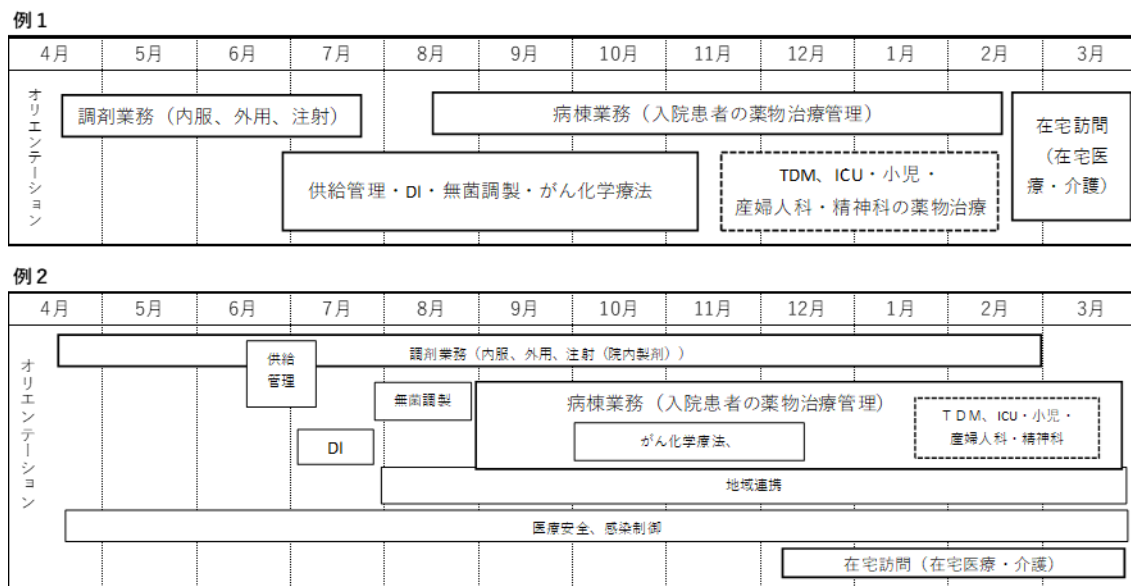 例1
4月 5月 6月 7月 8月 9月 10月 11月 12月 1月 2月 3月
オリエンテーション
調剤業務（内服、外用、注射）
病棟業務（入院患者の薬物治療管理）
在宅訪問
（在宅医
療・介護）
供給管理・DI・無菌調製・がん化学療法
TDM、ICU・小児・
産婦人科・精神科の薬物治療
例2
4月 5月 6月 7月 8月 9月 10月 11月 12月 1月 2月 3月
オリエンテーション
調剤業務（内服、外用、注射（院内製剤））
供給
管理
無菌調製
病棟業務（入院患者の薬物治療管理）
ＴＤＭ、ICU・小児・
産婦人科・精神科
がん化学療法、
DI
地域連携
医療安全、感染制御
在宅訪問（在宅医療・介護）